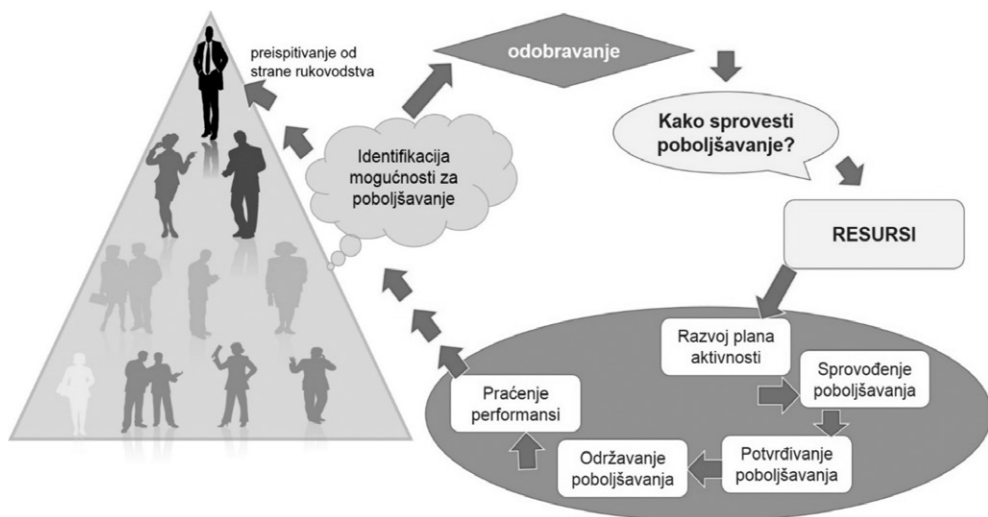 preispitivanje od
strane rukovodstva
odobravanje
Kako sprovesti
poboljšavanje?
Identifikacija
mogućnosti za
poboljšavanje
RESURSI
Razvoj plana
aktivnosti
Sprovođenje
poboljšavanja
Potvrđivanje
poboljšavanja
Održavanje
poboljšavanja
Praćenje
performansi